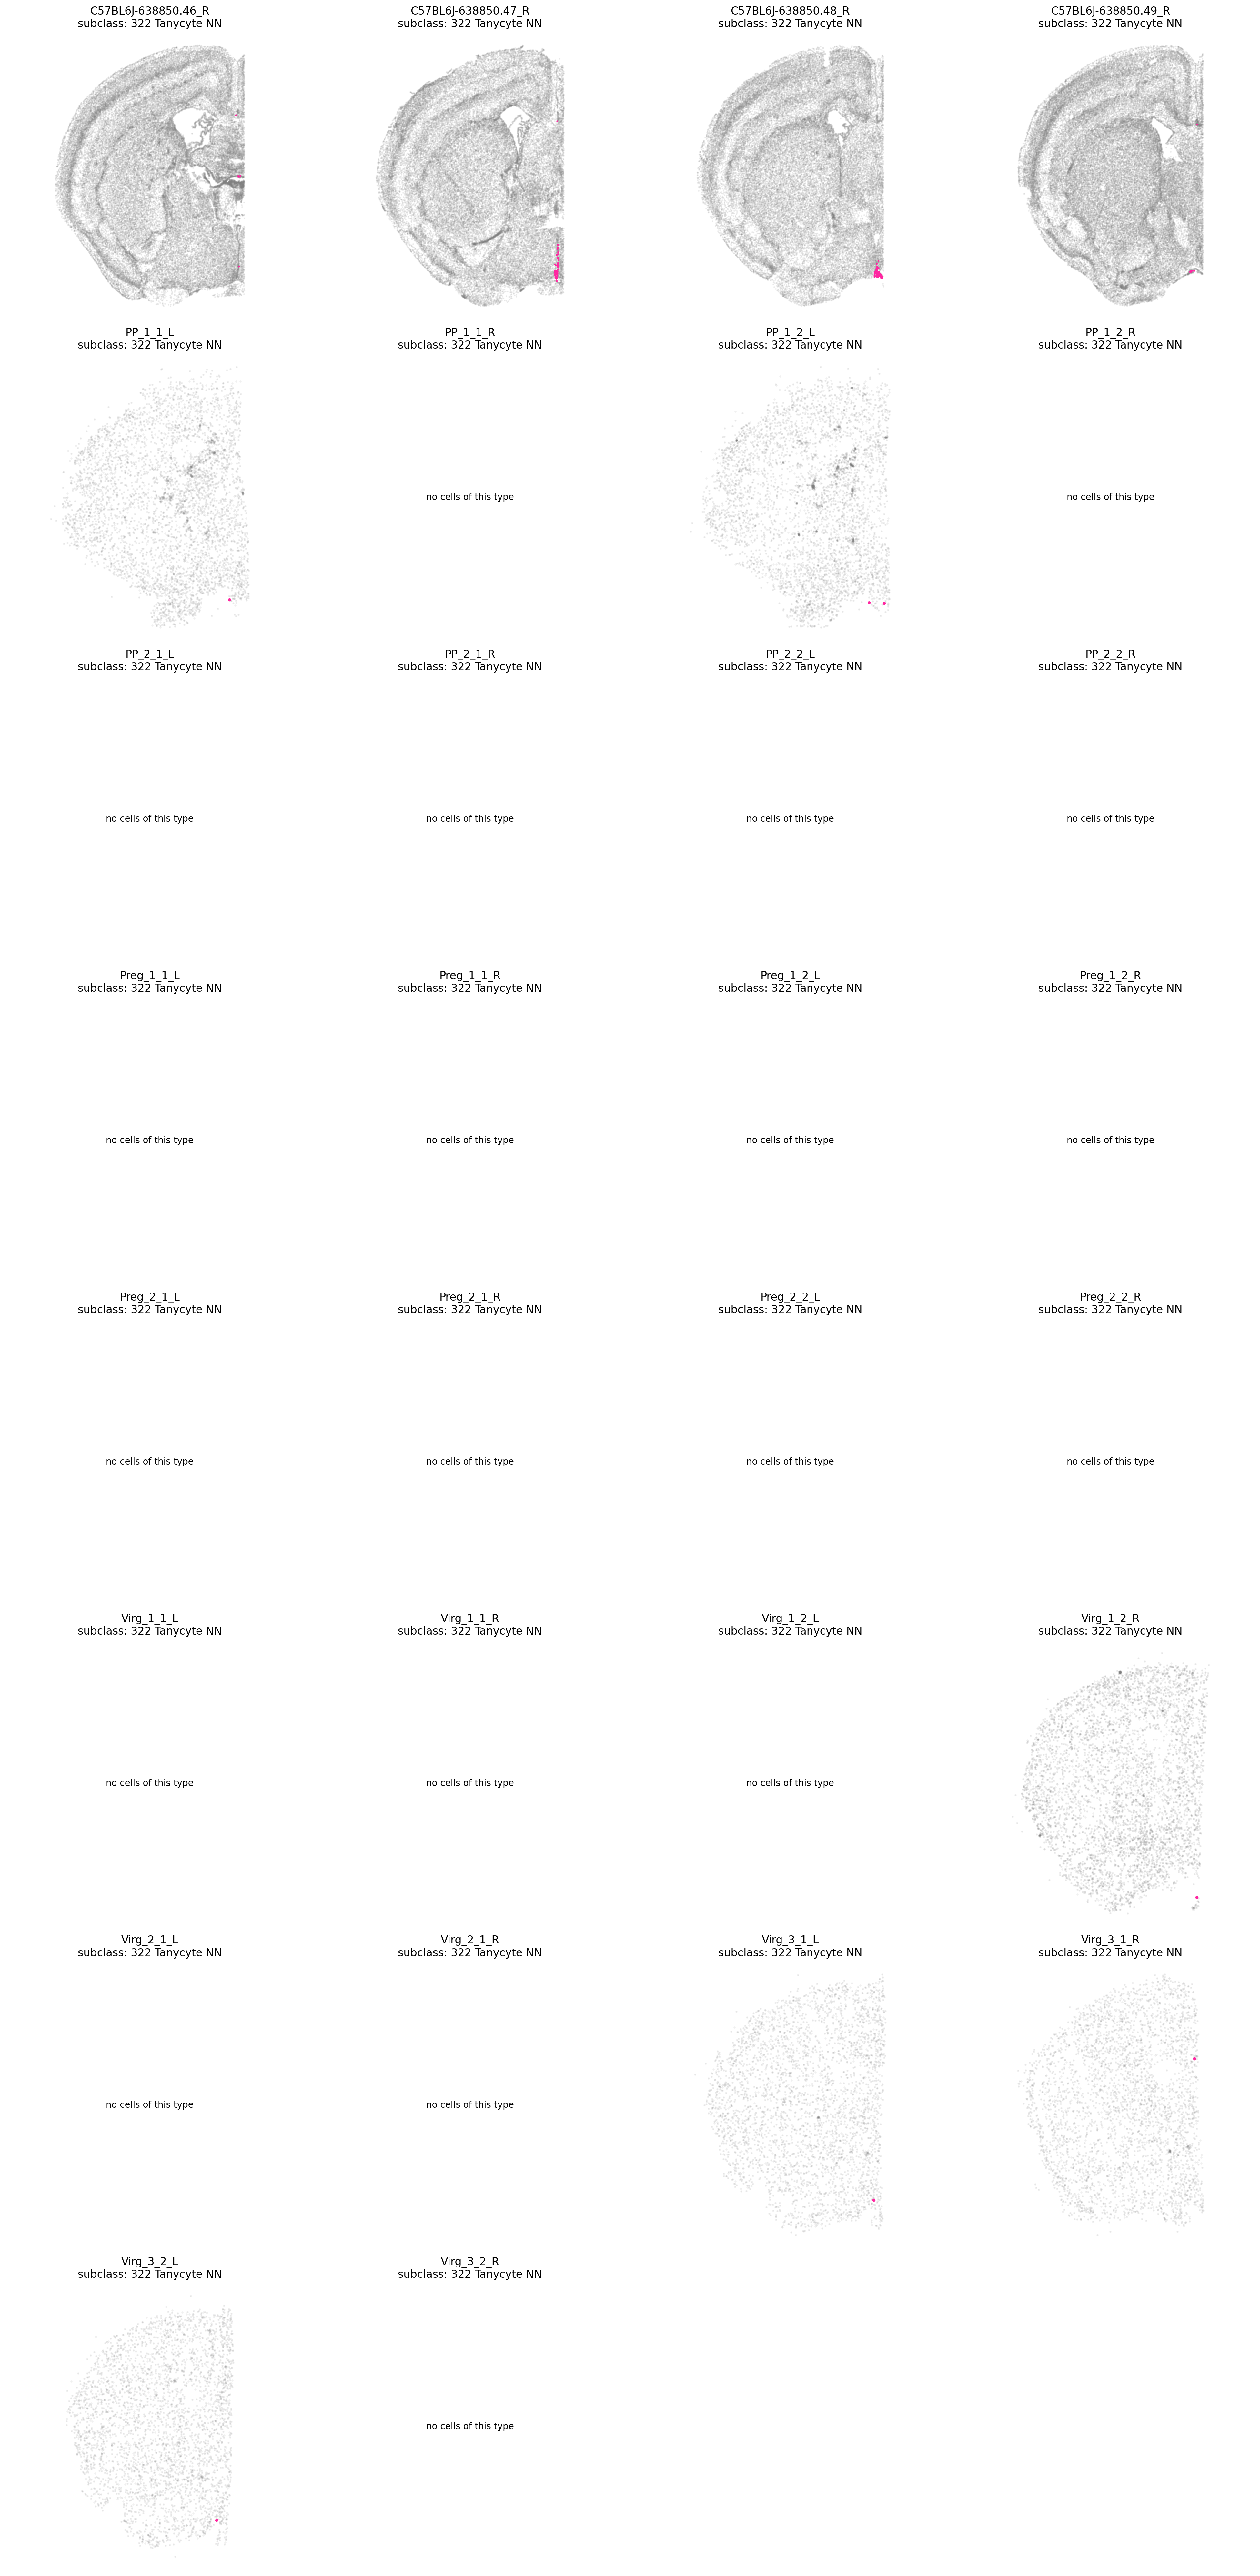 C57BL6J-638850.46_R
subclass: 322 Tanycyte NN
C57BL6J-638850.47_R
subclass: 322 Tanycyte NN
C57BL6J-638850.48_R
subclass: 322 Tanycyte NN
C57BL6J-638850.49_R
subclass: 322 Tanycyte NN
PP_1_1_L
subclass: 322 Tanycyte NN
PP_1_1_R
subclass: 322 Tanycyte NN
no cells of this type
PP_1_2_L
subclass: 322 Tanycyte NN
PP_1_2_R
subclass: 322 Tanycyte NN
no cells of this type
PP_2_1_L
subclass: 322 Tanycyte NN
no cells of this type
PP_2_1_R
subclass: 322 Tanycyte NN
no cells of this type
PP_2_2_L
subclass: 322 Tanycyte NN
no cells of this type
PP_2_2_R
subclass: 322 Tanycyte NN
no cells of this type
Preg_1_1_L
subclass: 322 Tanycyte NN
no cells of this type
Preg_1_1_R
subclass: 322 Tanycyte NN
no cells of this type
Preg_1_2_L
subclass: 322 Tanycyte NN
no cells of this type
Preg_1_2_R
subclass: 322 Tanycyte NN
no cells of this type
Preg_2_1_L
subclass: 322 Tanycyte NN
no cells of this type
Preg_2_1_R
subclass: 322 Tanycyte NN
no cells of this type
Preg_2_2_L
subclass: 322 Tanycyte NN
no cells of this type
Preg_2_2_R
subclass: 322 Tanycyte NN
no cells of this type
Virg_1_1_L
subclass: 322 Tanycyte NN
no cells of this type
Virg_1_1_R
subclass: 322 Tanycyte NN
no cells of this type
Virg_1_2_L
subclass: 322 Tanycyte NN
no cells of this type
Virg_1_2_R
subclass: 322 Tanycyte NN
Virg_2_1_L
subclass: 322 Tanycyte NN
no cells of this type
Virg_2_1_R
subclass: 322 Tanycyte NN
no cells of this type
Virg_3_1_L
subclass: 322 Tanycyte NN
Virg_3_1_R
subclass: 322 Tanycyte NN
Virg_3_2_L
subclass: 322 Tanycyte NN
Virg_3_2_R
subclass: 322 Tanycyte NN
no cells of this type